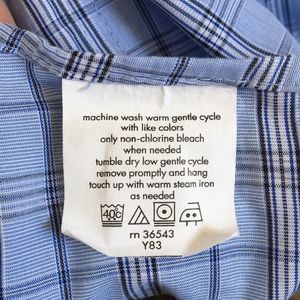 machine wash warm gentle cycle
with like colors
only non-chlorine bleach
when needed
tumble dry low gentle cycle
remove promptly and hang
touch up with warm steam iron
as needed
40c
rn 36543
Y83